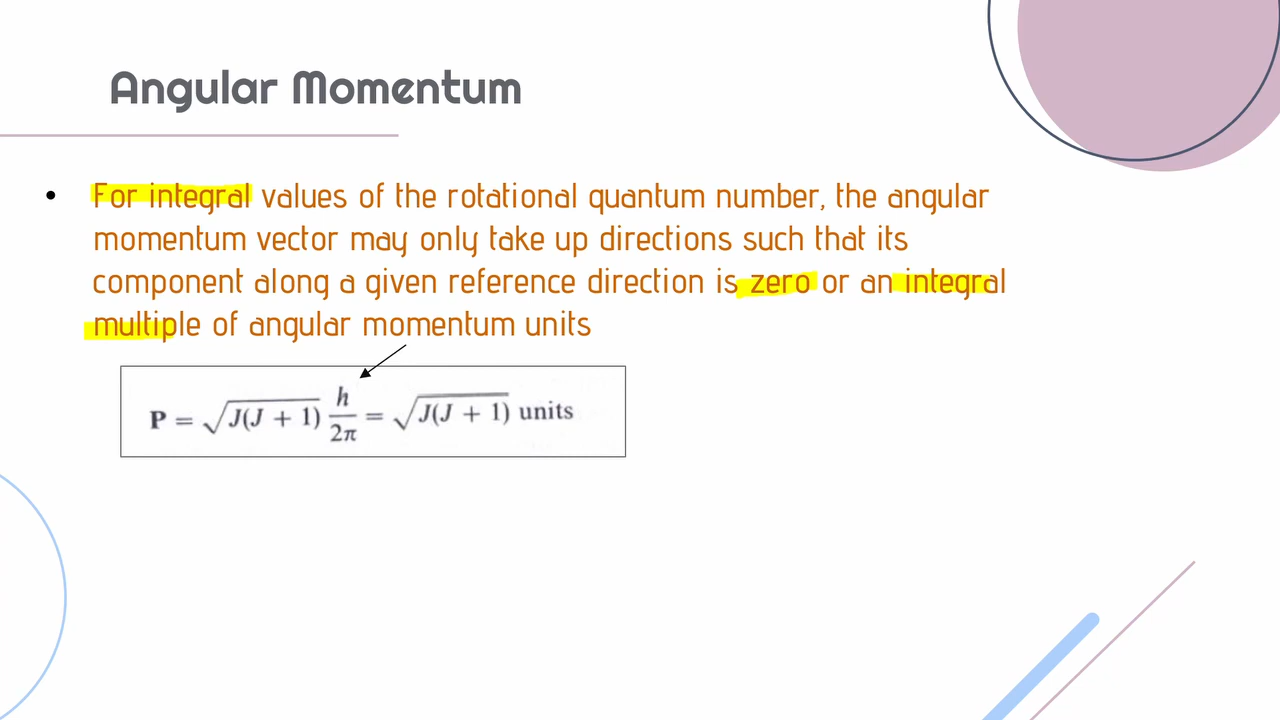 Angular Momentum
• For integral values of the rotational quantum number, the angular
momentum vector may only take up directions such that its
component along a given reference direction is zero or an integral
multiple of angular momentum units
P = √J(J + 1) h/2π = √J(J + 1) units